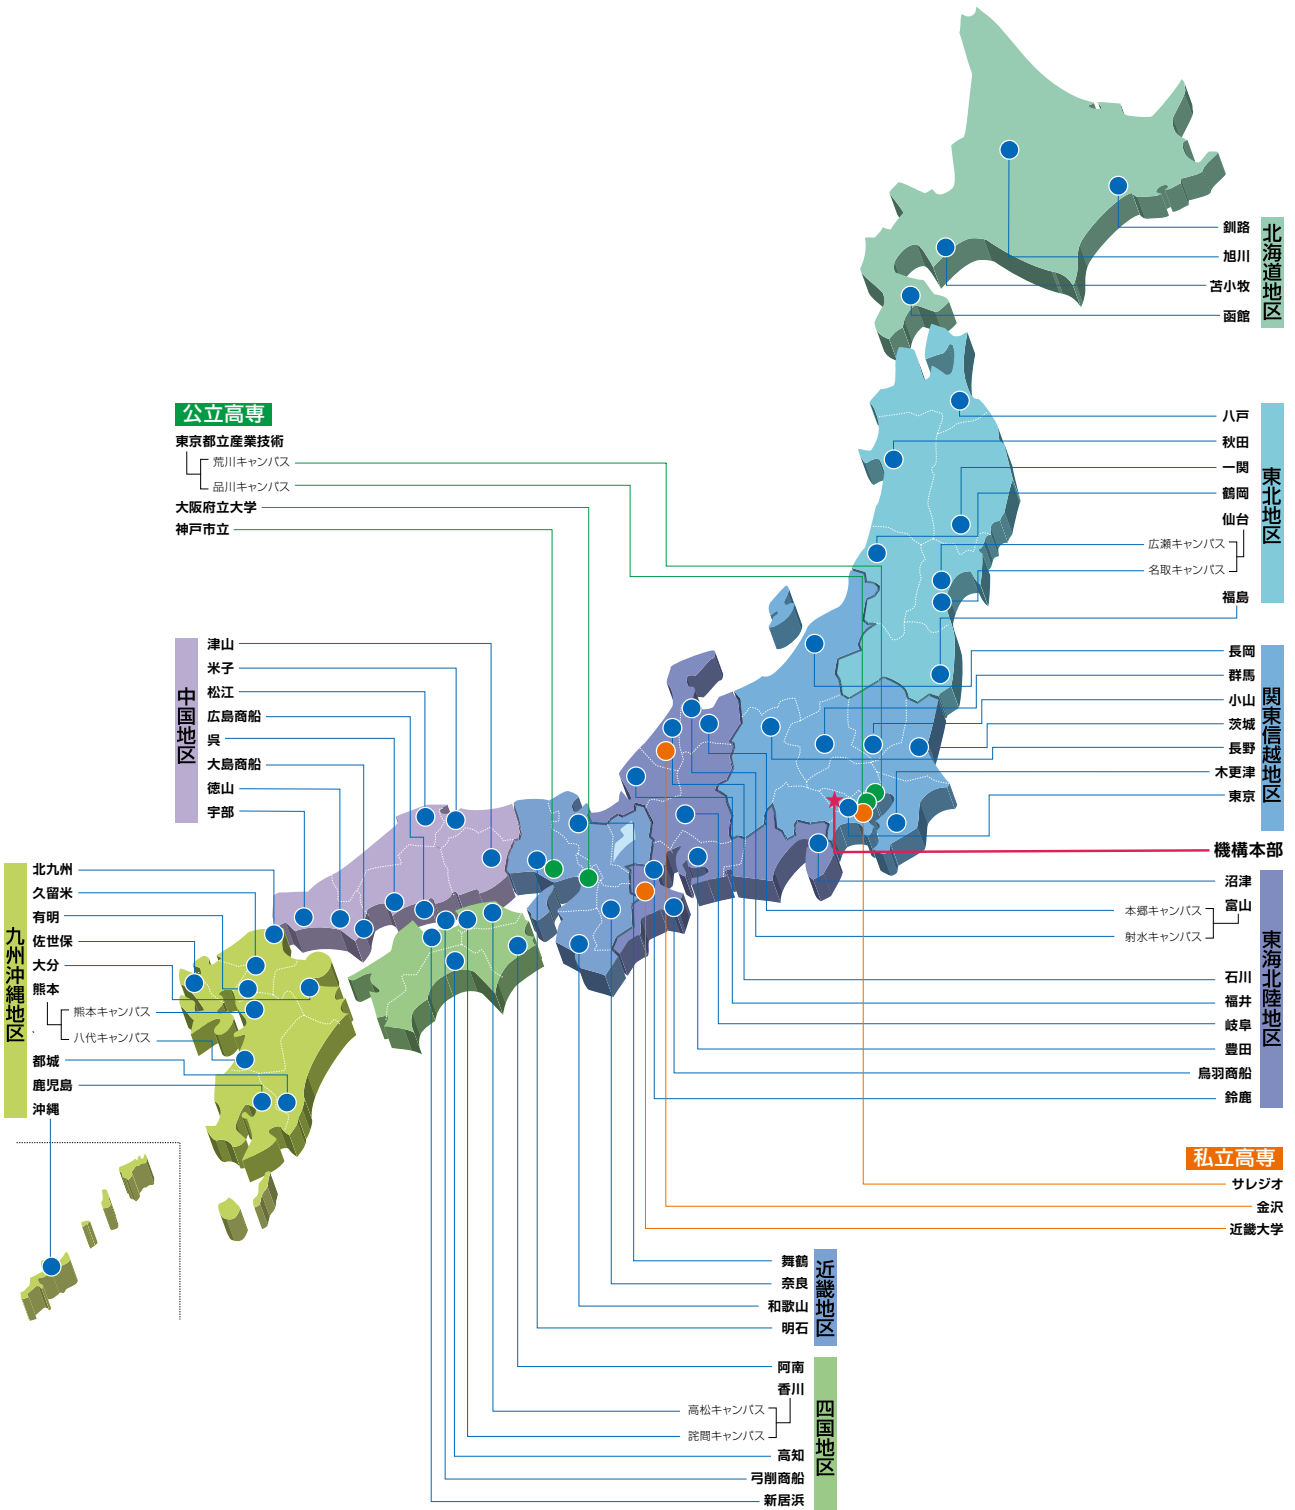 北海道地区
釧路
旭川
苫小牧
函館
東北地区
八戸
秋田
一関
鶴岡
仙台
広瀬キャンパス
名取キャンパス
福島
公立高専
東京都立産業技術
荒川キャンパス
品川キャンパス
大阪府立大学
神戸市立
関東信越地区
長岡
群馬
小山
茨城
長野
木更津
東京
機構本部
中国地区
津山
米子
松江
広島商船
呉
大島商船
徳山
宇部
東海北陸地区
沼津
富山
本郷キャンパス
射水キャンパス
石川
福井
岐阜
豊田
鳥羽商船
鈴鹿
九州沖縄地区
北九州
久留米
有明
佐世保
大分
熊本
熊本キャンパス
八代キャンパス
都城
鹿児島
沖縄
私立高専
サレジオ
金沢
近畿大学
近畿地区
舞鶴
奈良
和歌山
明石
四国地区
阿南
香川
高松キャンパス
詫間キャンパス
高知
弓削商船
新居浜